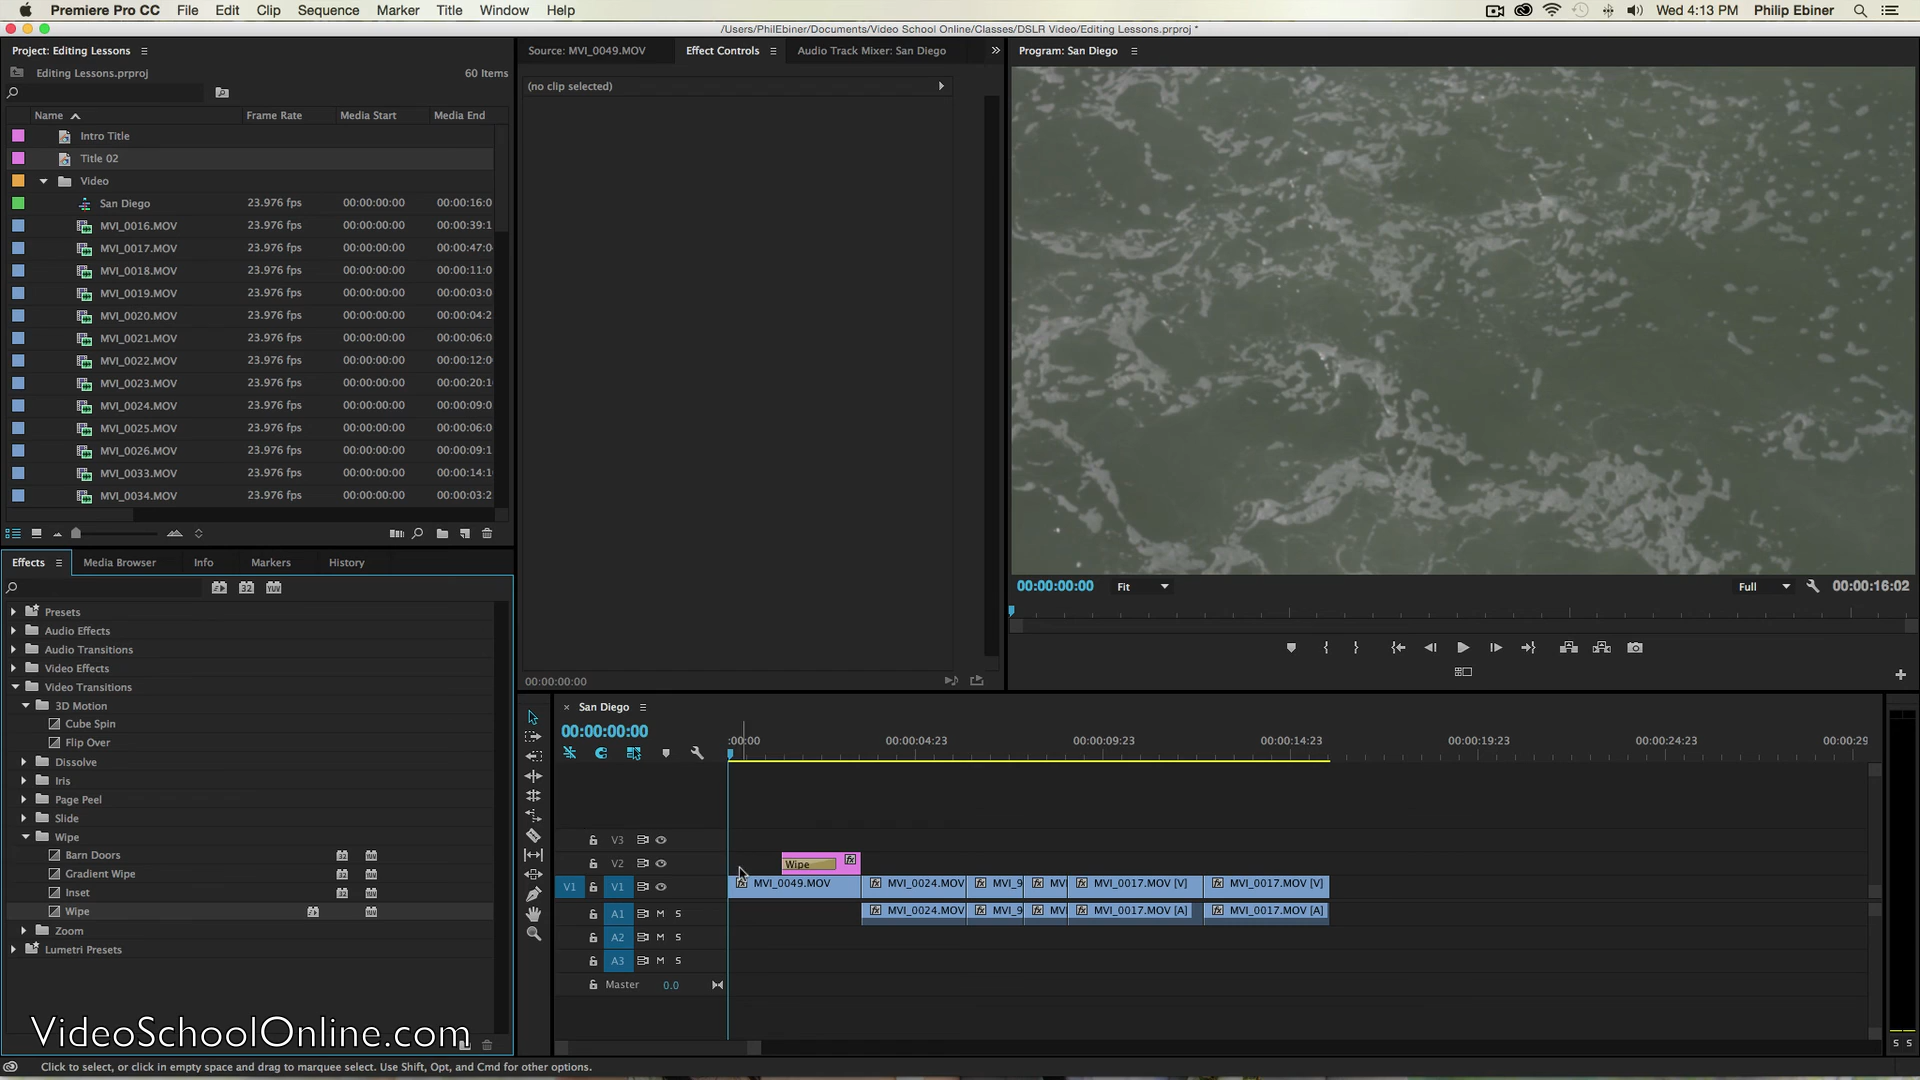 Premiere Pro CC File Edit Clip Sequence Marker Title Window Help Wed 4:13 PM Philip Ebiner
/Users/PhilEbiner/Documents/Video School Online/Classes/DSLR Video/Editing Lessons.prproj *
Project: Editing Lessons
Editing Lessons.prproj 60 Items
Name Frame Rate Media Start Media End
Intro Title
Title 02
Video
San Diego 23.976 fps 00:00:00:00 00:00:16:0
MVI_0016.MOV 23.976 fps 00:00:00:00 00:00:39:1
MVI_0017.MOV 23.976 fps 00:00:00:00 00:00:47:0
MVI_0018.MOV 23.976 fps 00:00:00:00 00:00:11:0
MVI_0019.MOV 23.976 fps 00:00:00:00 00:00:03:0
MVI_0020.MOV 23.976 fps 00:00:00:00 00:00:04:2
MVI_0021.MOV 23.976 fps 00:00:00:00 00:00:06:0
MVI_0022.MOV 23.976 fps 00:00:00:00 00:00:12:0
MVI_0023.MOV 23.976 fps 00:00:00:00 00:00:20:1
MVI_0024.MOV 23.976 fps 00:00:00:00 00:00:09:0
MVI_0025.MOV 23.976 fps 00:00:00:00 00:00:06:0
MVI_0026.MOV 23.976 fps 00:00:00:00 00:00:09:1
MVI_0033.MOV 23.976 fps 00:00:00:00 00:00:14:1
MVI_0034.MOV 23.976 fps 00:00:00:00 00:00:03:2
Source: MVI_0049.MOV Effect Controls Audio Track Mixer: San Diego
(no clip selected)
00:00:00:00
Program: San Diego
00:00:00:00 Fit Full 00:00:16:02
Effects Media Browser Info Markers History
32 YUV
Presets
Audio Effects
Audio Transitions
Video Effects
Video Transitions
3D Motion
Cube Spin
Flip Over
Dissolve
Iris
Page Peel
Slide
Wipe
Barn Doors
Gradient Wipe
Inset
Wipe
Zoom
Lumetri Presets
VideoSchoolOnline.com
San Diego
00:00:00:00
:00:00 00:00:04:23 00:00:09:23 00:00:14:23 00:00:19:23 00:00:24:23 00:00:29
V3
V2 Wipe fx
V1 V1 MVI_0049.MOV MVI_0024.MOV MVI_9 MVI MVI_0017.MOV [V] MVI_0017.MOV [V]
A1 M S MVI_0024.MOV MVI_9 MVI MVI_0017.MOV [A] MVI_0017.MOV [A]
A2 M S
A3 M S
Master 0.0
S S
Click to select, or click in empty space and drag to marquee select. Use Shift, Opt, and Cmd for other options.